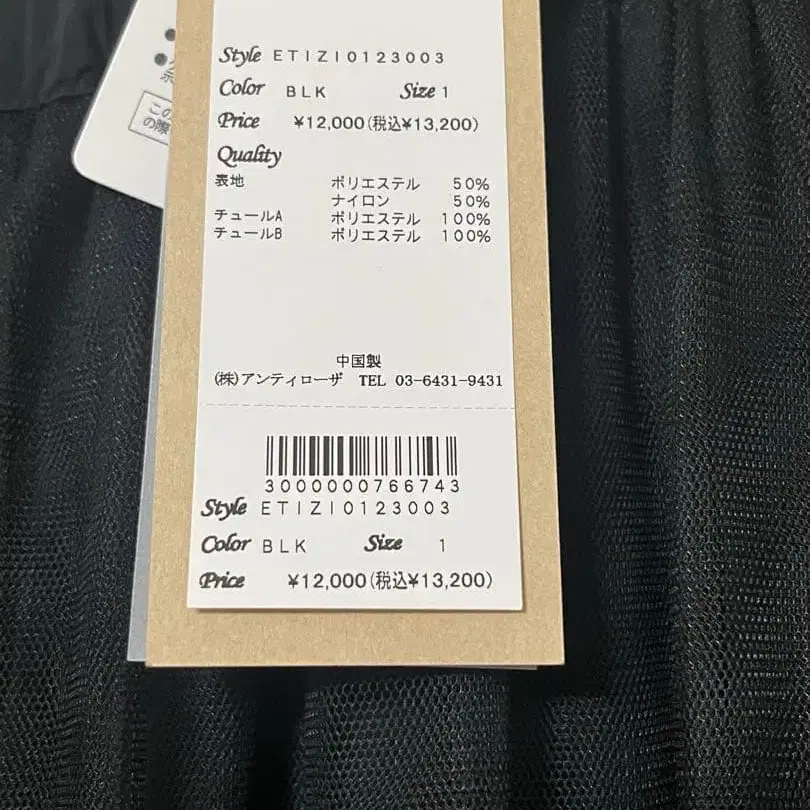 Style ETIZI0123003
Color BLK Size 1
Price ¥12,000(税込¥13,200)
Quality
表地 ポリエステル 50%
ナイロン 50%
チュールA ポリエステル 100%
チュールB ポリエステル 100%
中国製
(株)アンティローザ TEL 03-6431-9431
3000000766743
Style ETIZI0123003
Color BLK Size 1
Price ¥12,000(税込¥13,200)
この
の際